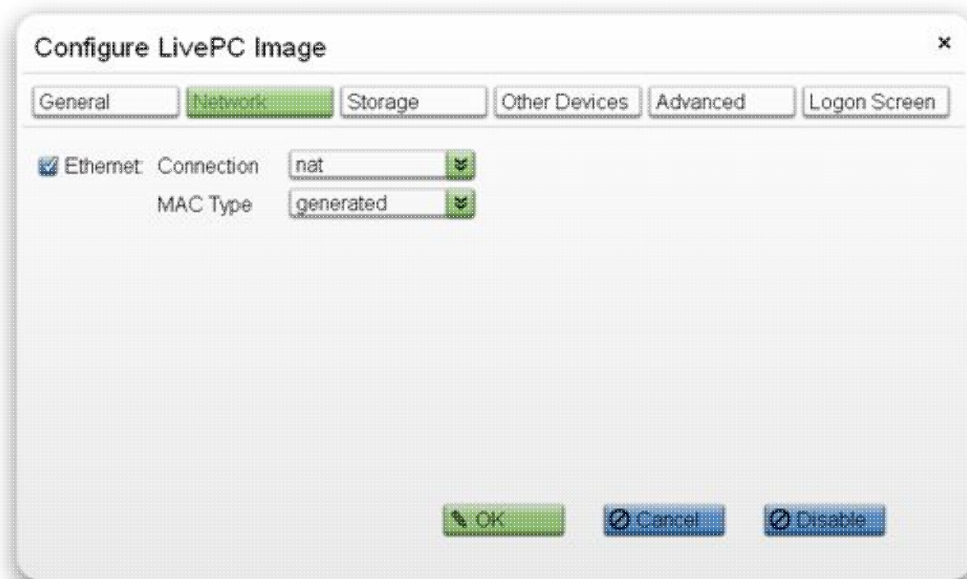 Configure LivePC Image
General Network Storage Other Devices Advanced Logon Screen
Ethernet: Connection nat
MAC Type generated
OK Cancel Disable